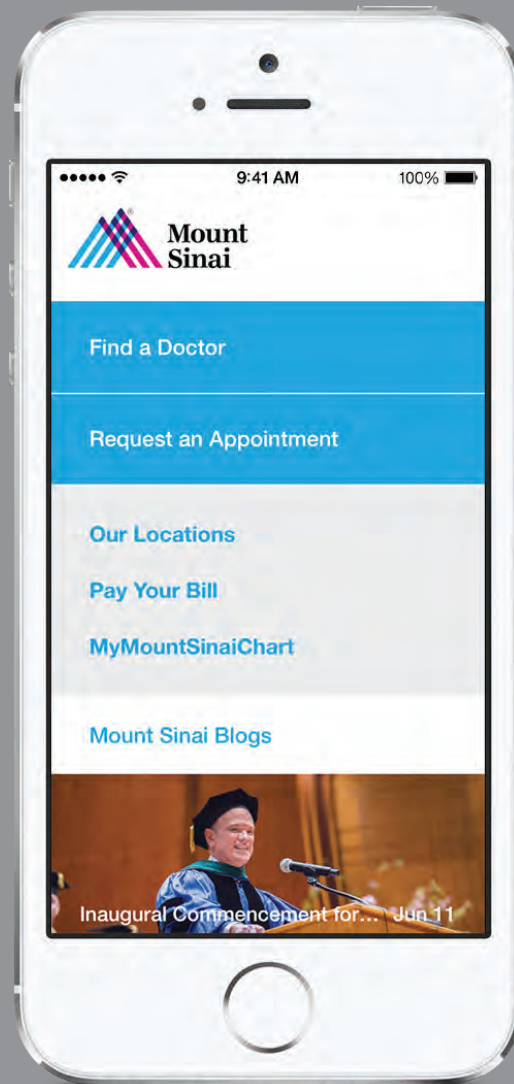 9:41 AM
100%
Mount
Sinai
®
Find a Doctor
Request an Appointment
Our Locations
Pay Your Bill
MyMountSinaiChart
Mount Sinai Blogs
Inaugural Commencement for... Jun 11